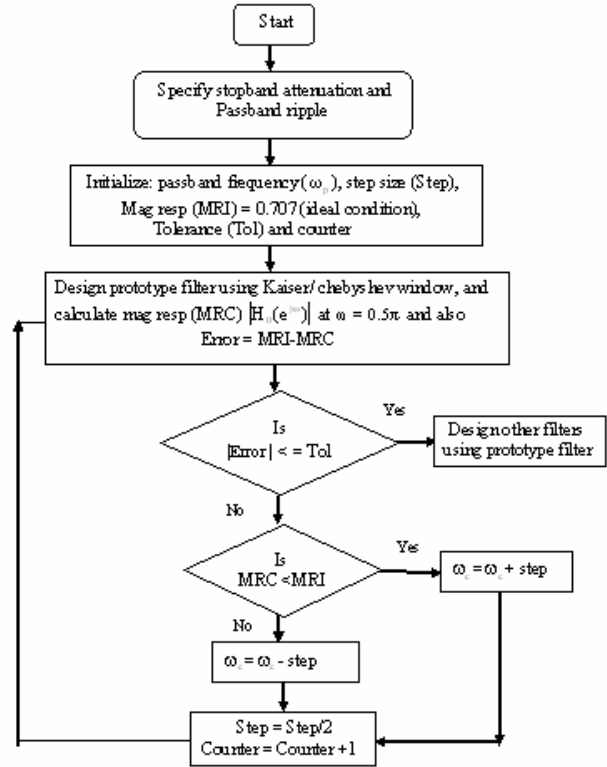 Start
Specify stopband attenuation and
Passband ripple
Initialize: passband frequency(ωp), step size (Step),
Mag resp (MRI) = 0.707(ideal condition),
Tolerance (Tol) and counter
Design prototype filter using Kaiser/ chebyshev window, and
calculate mag resp (MRC) |H₀(e^jω)| at ω = 0.5π and also
Error = MRI-MRC
Is
|Error| < = Tol
Yes
Design other filters
using prototype filter
No
Is
MRC <MRI
Yes
ωc = ωc + step
No
ωc = ωc - step
Step = Step/2
Counter = Counter +1